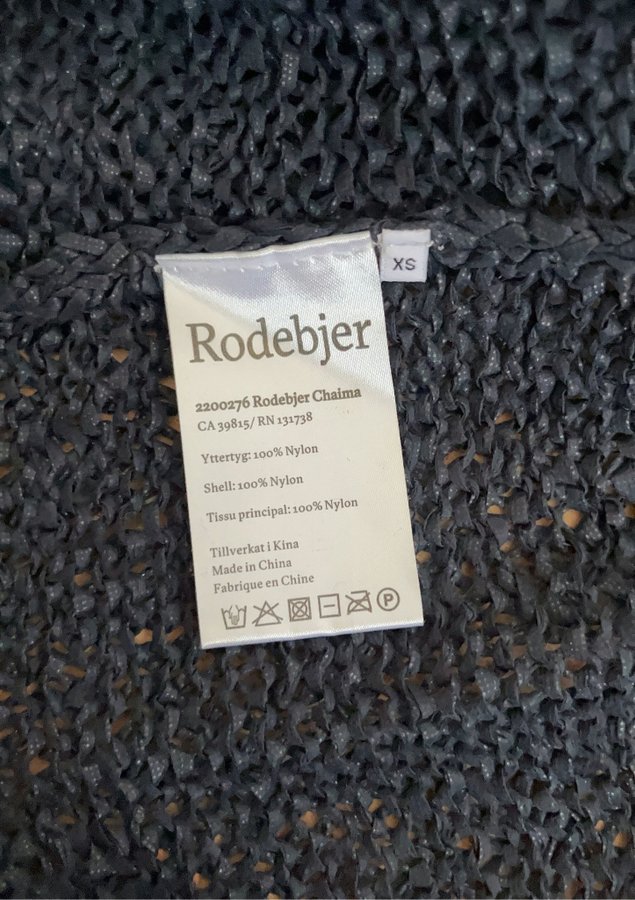 XS
Rodebjer
2200276 Rodebjer Chaima
CA 39815/ RN 131738
Yttertyg: 100% Nylon
Shell: 100% Nylon
Tissu principal: 100% Nylon
Tillverkat i Kina
Made in China
Fabrique en Chine
P